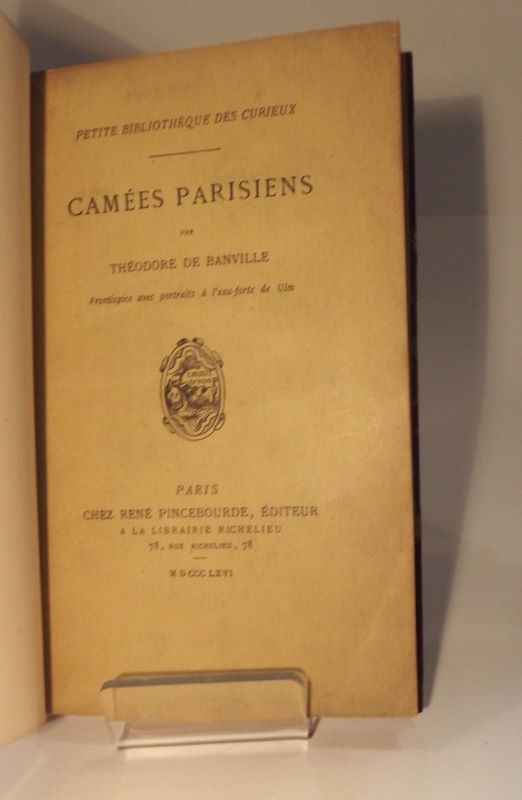 PETITE BIBLIOTHÈQUE DES CURIEUX
CAMÉES PARISIENS
PAR
THÉODORE DE BANVILLE
Frontispice avec portraits à l'eau-forte de Ulm
PARIS
CHEZ RENÉ PINCEBOURDE, ÉDITEUR
A LA LIBRAIRIE RICHELIEU
78, RUE RICHELIEU, 78
MDCCCLXVI